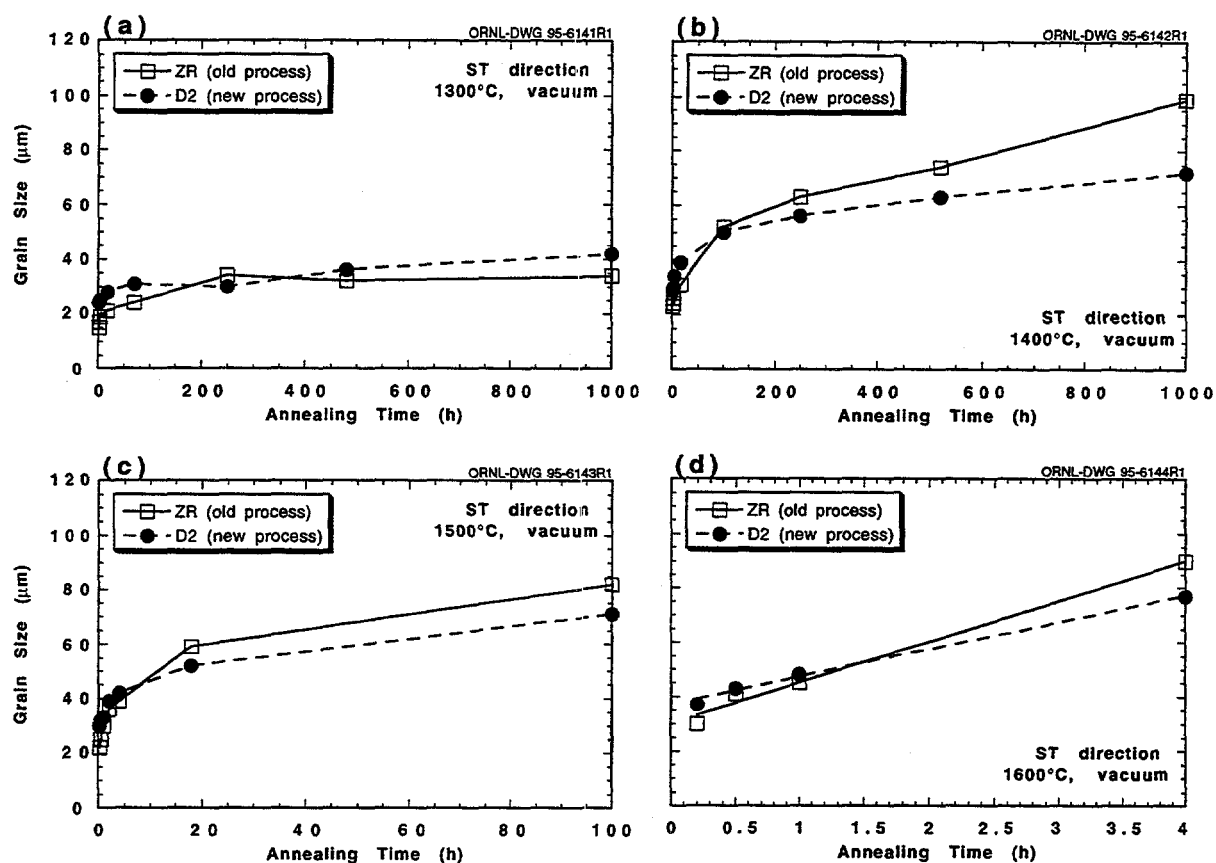 (a)
ORNL-DWG 95-6141R1
120
100
80
60
40
20
0
Grain Size (μm)
ZR (old process)
D2 (new process)
ST direction
1300°C, vacuum
0 200 400 600 800 1000
Annealing Time (h)
(b)
ORNL-DWG 95-6142R1
ZR (old process)
D2 (new process)
ST direction
1400°C, vacuum
0 200 400 600 800 1000
Annealing Time (h)
(c)
ORNL-DWG 95-6143R1
120
100
80
60
40
20
0
Grain Size (μm)
ZR (old process)
D2 (new process)
ST direction
1500°C, vacuum
0 20 40 60 80 100
Annealing Time (h)
(d)
ORNL-DWG 95-6144R1
ZR (old process)
D2 (new process)
ST direction
1600°C, vacuum
0 0.5 1 1.5 2 2.5 3 3.5 4
Annealing Time (h)